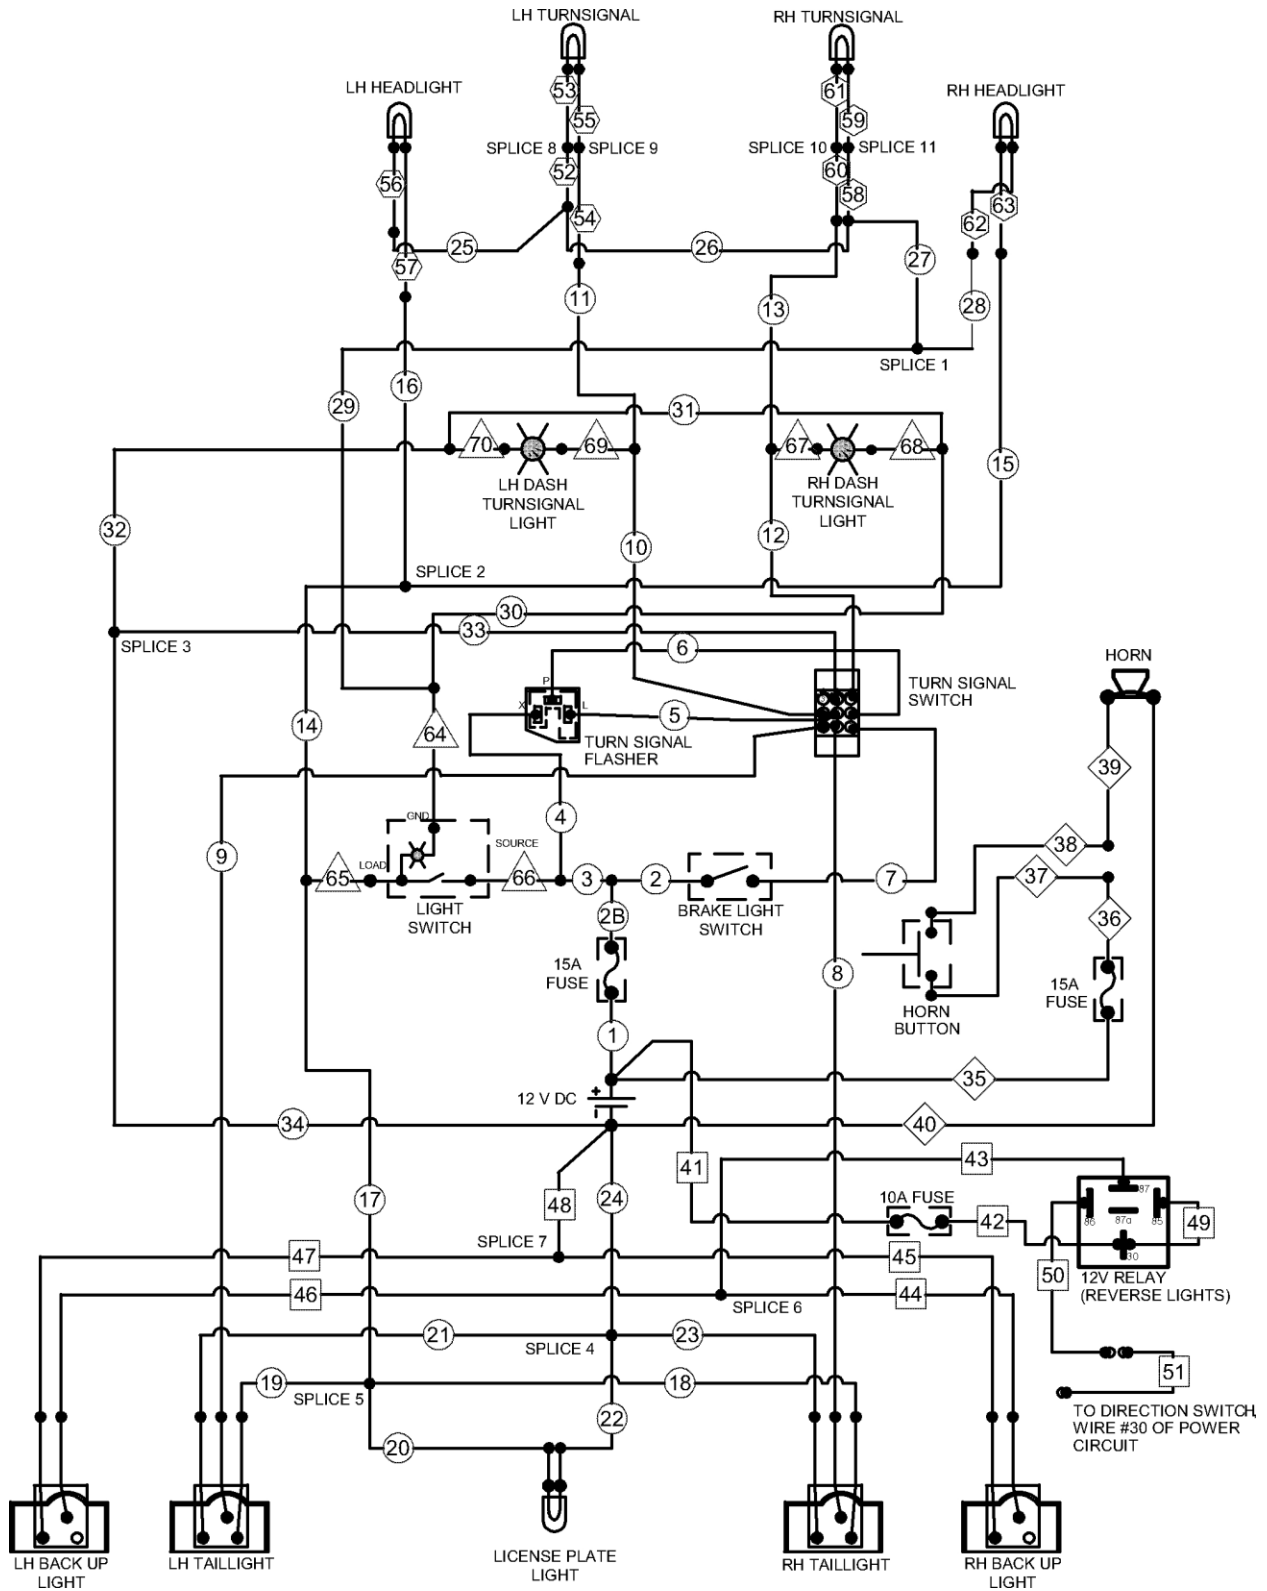 LH TURNSIGNAL
RH TURNSIGNAL
LH HEADLIGHT
RH HEADLIGHT
53
61
55
59
SPLICE 8
SPLICE 9
SPLICE 10
SPLICE 11
56
52
60
58
63
54
62
25
26
27
57
11
13
28
SPLICE 1
16
29
31
70
69
67
68
15
LH DASH
TURNSIGNAL
LIGHT
RH DASH
TURNSIGNAL
LIGHT
32
10
12
SPLICE 2
30
33
SPLICE 3
6
HORN
P
X
L
TURN SIGNAL
SWITCH
5
14
64
TURN SIGNAL
FLASHER
39
GND
4
SOURCE
38
9
LOAD
65
66
3
2
7
37
LIGHT
SWITCH
BRAKE LIGHT
SWITCH
2B
36
15A
FUSE
8
15A
FUSE
HORN
BUTTON
1
35
12 V DC
+
-
34
40
41
43
17
24
48
10A FUSE
42
87
86
87a
85
49
SPLICE 7
47
45
30
50
12V RELAY
(REVERSE LIGHTS)
46
44
SPLICE 6
21
23
SPLICE 4
19
SPLICE 5
18
51
22
TO DIRECTION SWITCH,
WIRE #30 OF POWER
CIRCUIT
20
LH BACK UP
LIGHT
LH TAILLIGHT
LICENSE PLATE
LIGHT
RH TAILLIGHT
RH BACK UP
LIGHT